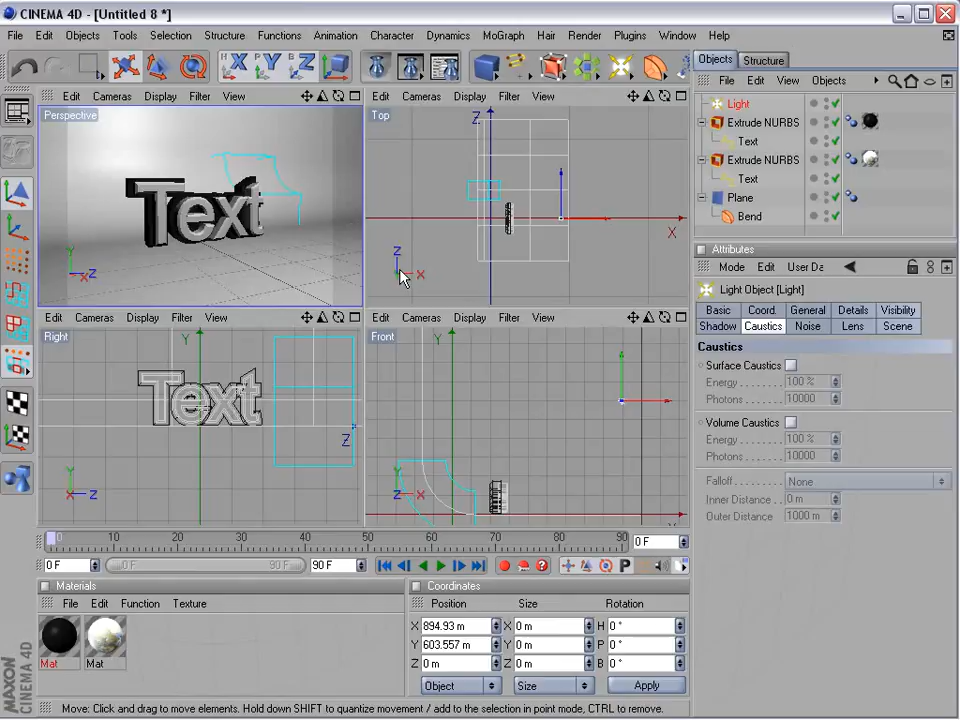 CINEMA 4D - [Untitled 8 *]
File Edit Objects Tools Selection Structure Functions Animation Character Dynamics MoGraph Hair Render Plugins Window Help
X Y Z
Objects Structure
File Edit View Objects
Light
Extrude NURBS
Text
Extrude NURBS
Text
Plane
Bend
Edit Cameras Display Filter View
Perspective
Text
Y
X Z
Edit Cameras Display Filter View
Top
Z
X
Z
X
Edit Cameras Display Filter View
Right
Y
Text
Z
Y
X Z
Edit Cameras Display Filter View
Front
Y
Y
X
X
Attributes
Mode Edit User Da
Light Object [Light]
Basic Coord. General Details Visibility
Shadow Caustics Noise Lens Scene
Caustics
Surface Caustics
Energy 100 %
Photons 10000
Volume Caustics
Energy 100 %
Photons 10000
Falloff None
Inner Distance 0 m
Outer Distance 1000 m
0 10 20 30 40 50 60 70 80 90 0 F
0 F 0 F 90 F 90 F
P
Materials
File Edit Function Texture
Mat Mat
Coordinates
Position Size Rotation
X 894.93 m X 0 m H 0 °
Y 603.557 m Y 0 m P 0 °
Z 0 m Z 0 m B 0 °
Object Size Apply
MAXON CINEMA 4D
Move: Click and drag to move elements. Hold down SHIFT to quantize movement / add to the selection in point mode, CTRL to remove.